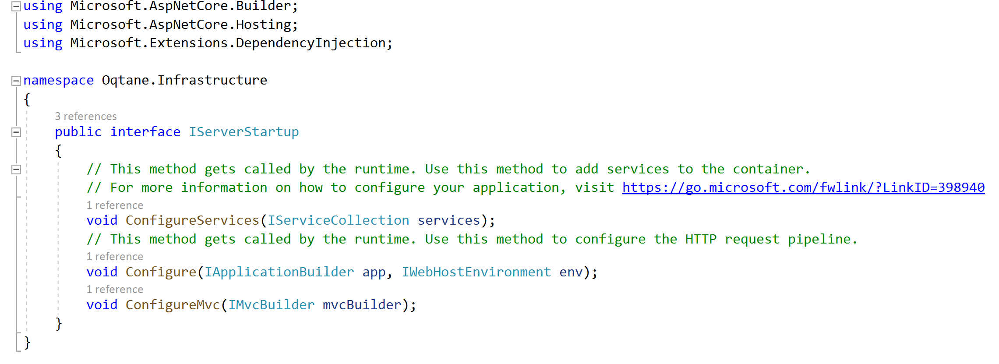 using Microsoft.AspNetCore.Builder;
using Microsoft.AspNetCore.Hosting;
using Microsoft.Extensions.DependencyInjection;
namespace Oqtane.Infrastructure
{
3 references
public interface IServerStartup
{
// This method gets called by the runtime. Use this method to add services to the container.
// For more information on how to configure your application, visit https://go.microsoft.com/fwlink/?LinkID=398940
1 reference
void ConfigureServices(IServiceCollection services);
// This method gets called by the runtime. Use this method to configure the HTTP request pipeline.
1 reference
void Configure(IApplicationBuilder app, IWebHostEnvironment env);
1 reference
void ConfigureMvc(IMvcBuilder mvcBuilder);
}
}